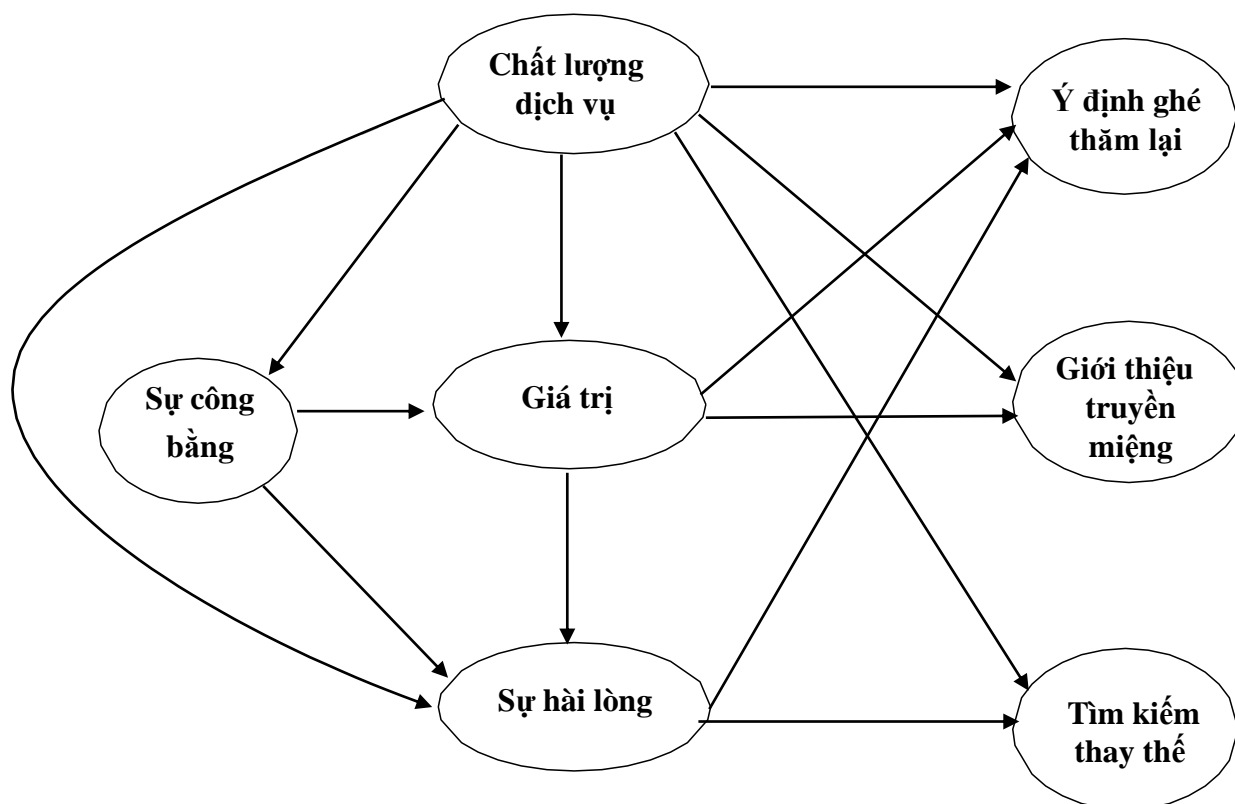 Chất lượng
dịch vụ
Ý định ghé
thăm lại
Sự công
bằng
Giá trị
Giới thiệu
truyền
miệng
Sự hài lòng
Tìm kiếm
thay thế